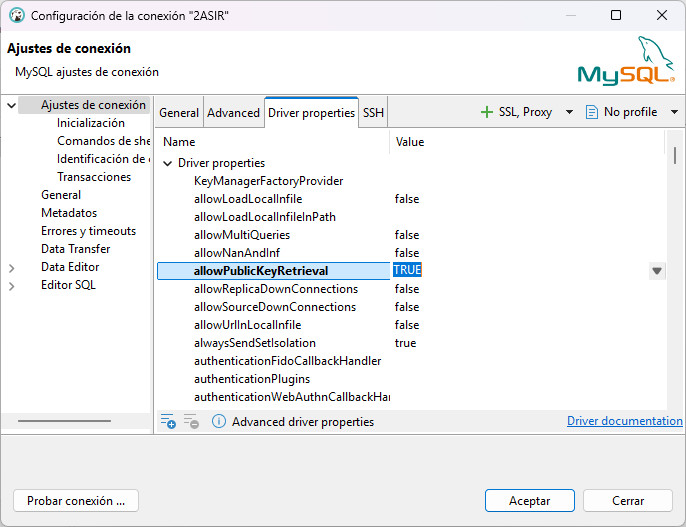 Configuración de la conexión "2ASIR"
Ajustes de conexión
MySQL ajustes de conexión
MySQL
Ajustes de conexión
Inicialización
Comandos de she
Identificación de
Transacciones
General
Metadatos
Errores y timeouts
Data Transfer
Data Editor
Editor SQL
General Advanced Driver properties SSH SSL, Proxy No profile
Name Value
Driver properties
KeyManagerFactoryProvider
allowLoadLocalInfile false
allowLoadLocalInfileInPath
allowMultiQueries false
allowNanAndInf false
allowPublicKeyRetrieval TRUE
allowReplicaDownConnections false
allowSourceDownConnections false
allowUrlInLocalInfile false
alwaysSendSetIsolation true
authenticationFidoCallbackHandler
authenticationPlugins
authenticationWebAuthnCallbackHan
Advanced driver properties Driver documentation
Probar conexión ... Aceptar Cerrar